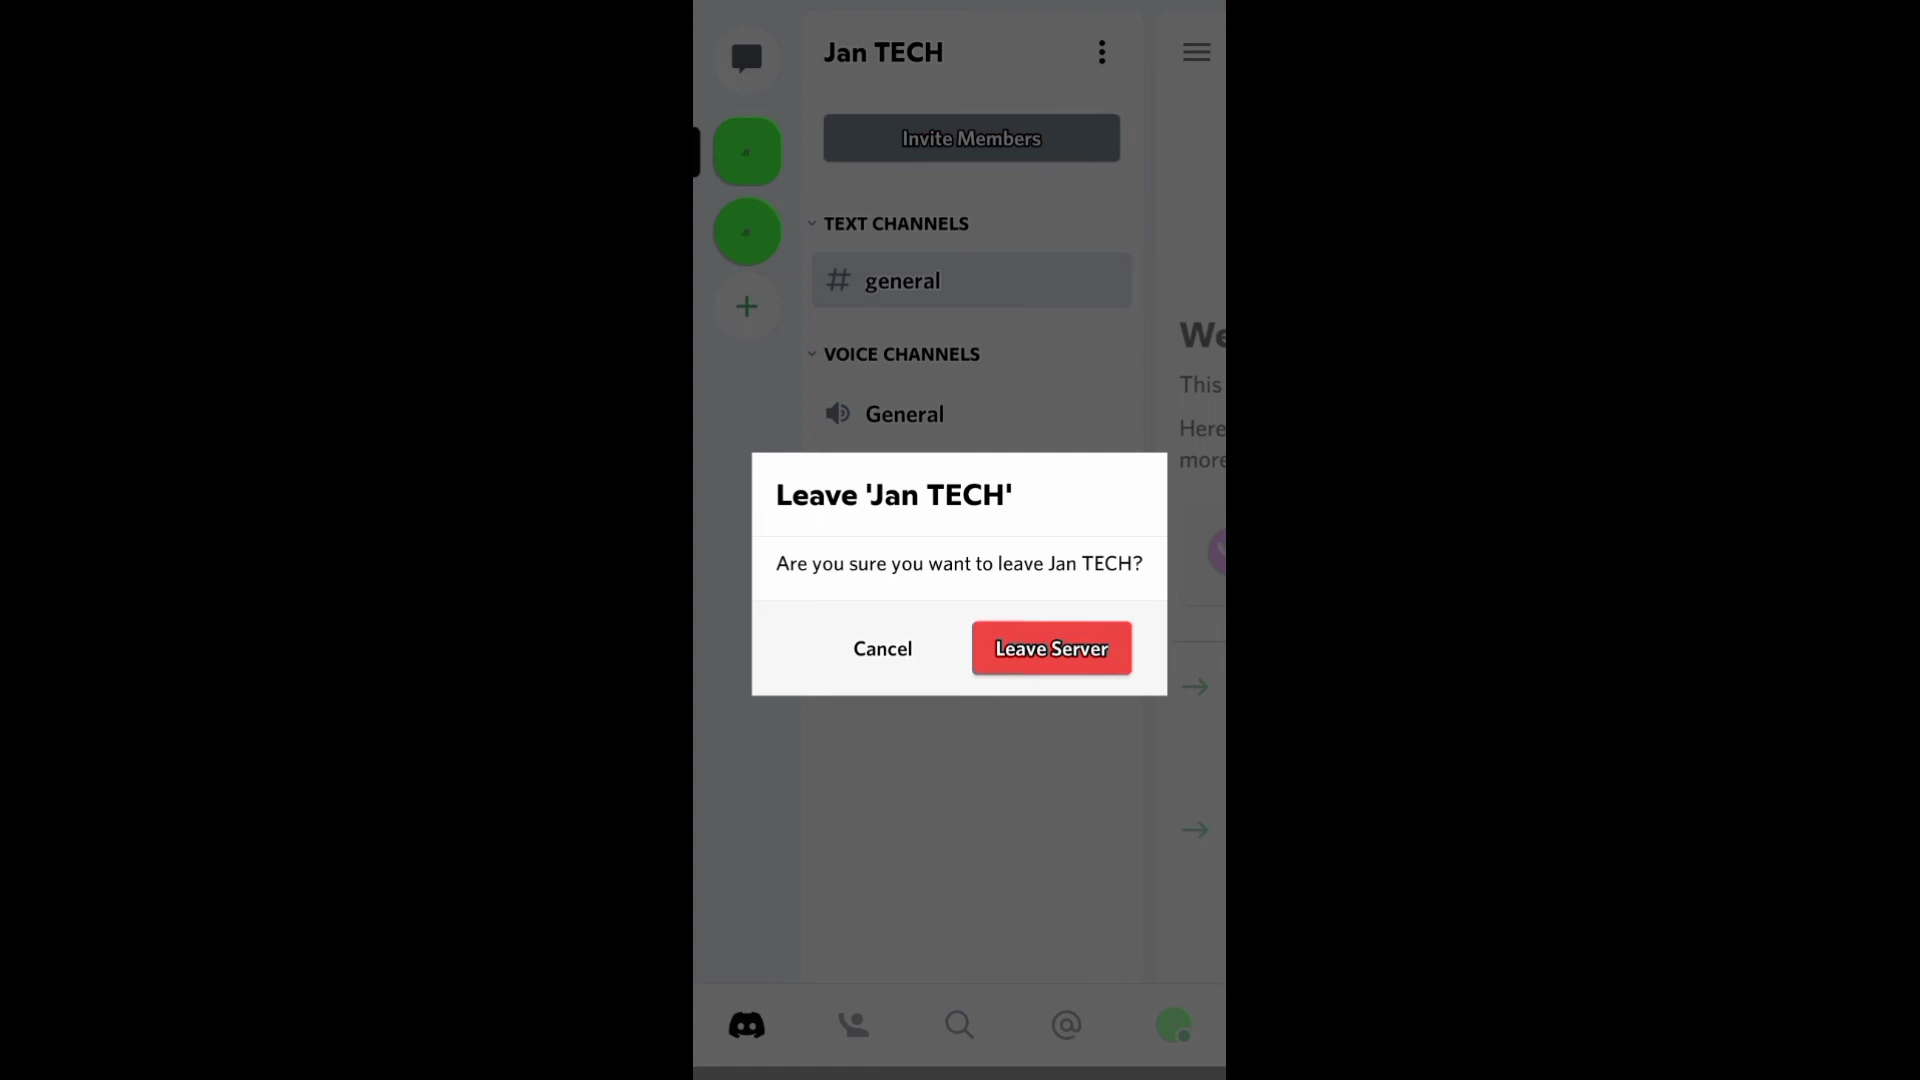 Jan TECH
Invite Members
TEXT CHANNELS
general
VOICE CHANNELS
General
We
This
Here
more
Leave 'Jan TECH'
Are you sure you want to leave Jan TECH?
Cancel
Leave Server